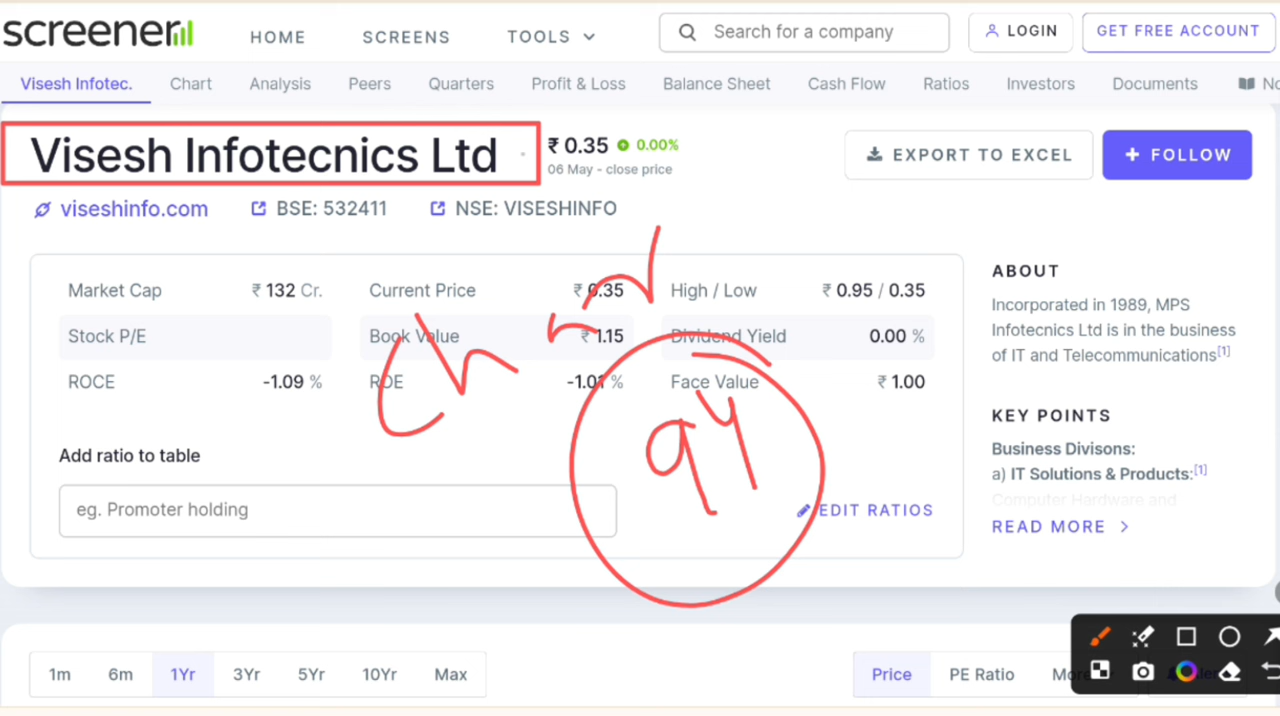 screener HOME SCREENS TOOLS Search for a company LOGIN GET FREE ACCOUNT
Visesh Infotec. Chart Analysis Peers Quarters Profit & Loss Balance Sheet Cash Flow Ratios Investors Documents
Visesh Infotecnics Ltd ₹ 0.35 0.00%
06 May - close price
EXPORT TO EXCEL + FOLLOW
viseshinfo.com BSE: 532411 NSE: VISESHINFO
Market Cap ₹ 132 Cr. Current Price ₹ 0.35 High / Low ₹ 0.95 / 0.35
Stock P/E Book Value ₹ 1.15 Dividend Yield 0.00 %
ROCE -1.09 % ROE -1.01 % Face Value ₹ 1.00
Add ratio to table
eg. Promoter holding
EDIT RATIOS
ABOUT
Incorporated in 1989, MPS
Infotecnics Ltd is in the business
of IT and Telecommunications[1]
KEY POINTS
Business Divisons:
a) IT Solutions & Products:[1]
Computer Hardware and
READ MORE
1m 6m 1Yr 3Yr 5Yr 10Yr Max Price PE Ratio